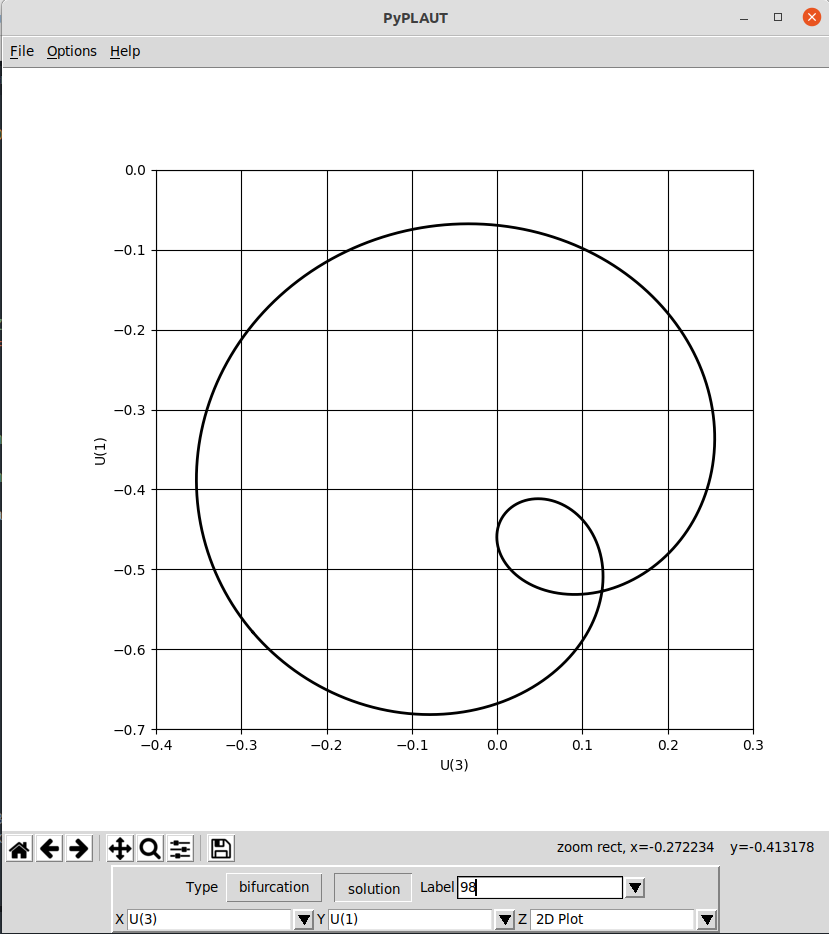 PyPLAUT
File Options Help
0.0
−0.1
−0.2
−0.3
−0.4
−0.5
−0.6
−0.7
U(1)
−0.4 −0.3 −0.2 −0.1 0.0 0.1 0.2 0.3
U(3)
zoom rect, x=-0.272234 y=-0.413178
Type bifurcation solution Label 98
X U(3) Y U(1) Z 2D Plot